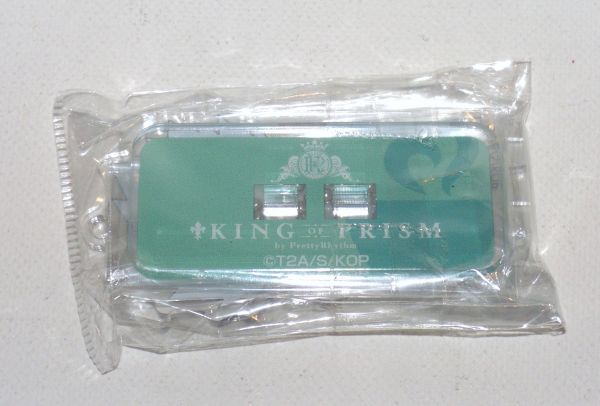 KING OF PRISM
by PrettyRhythm
©T2A/S/KOP